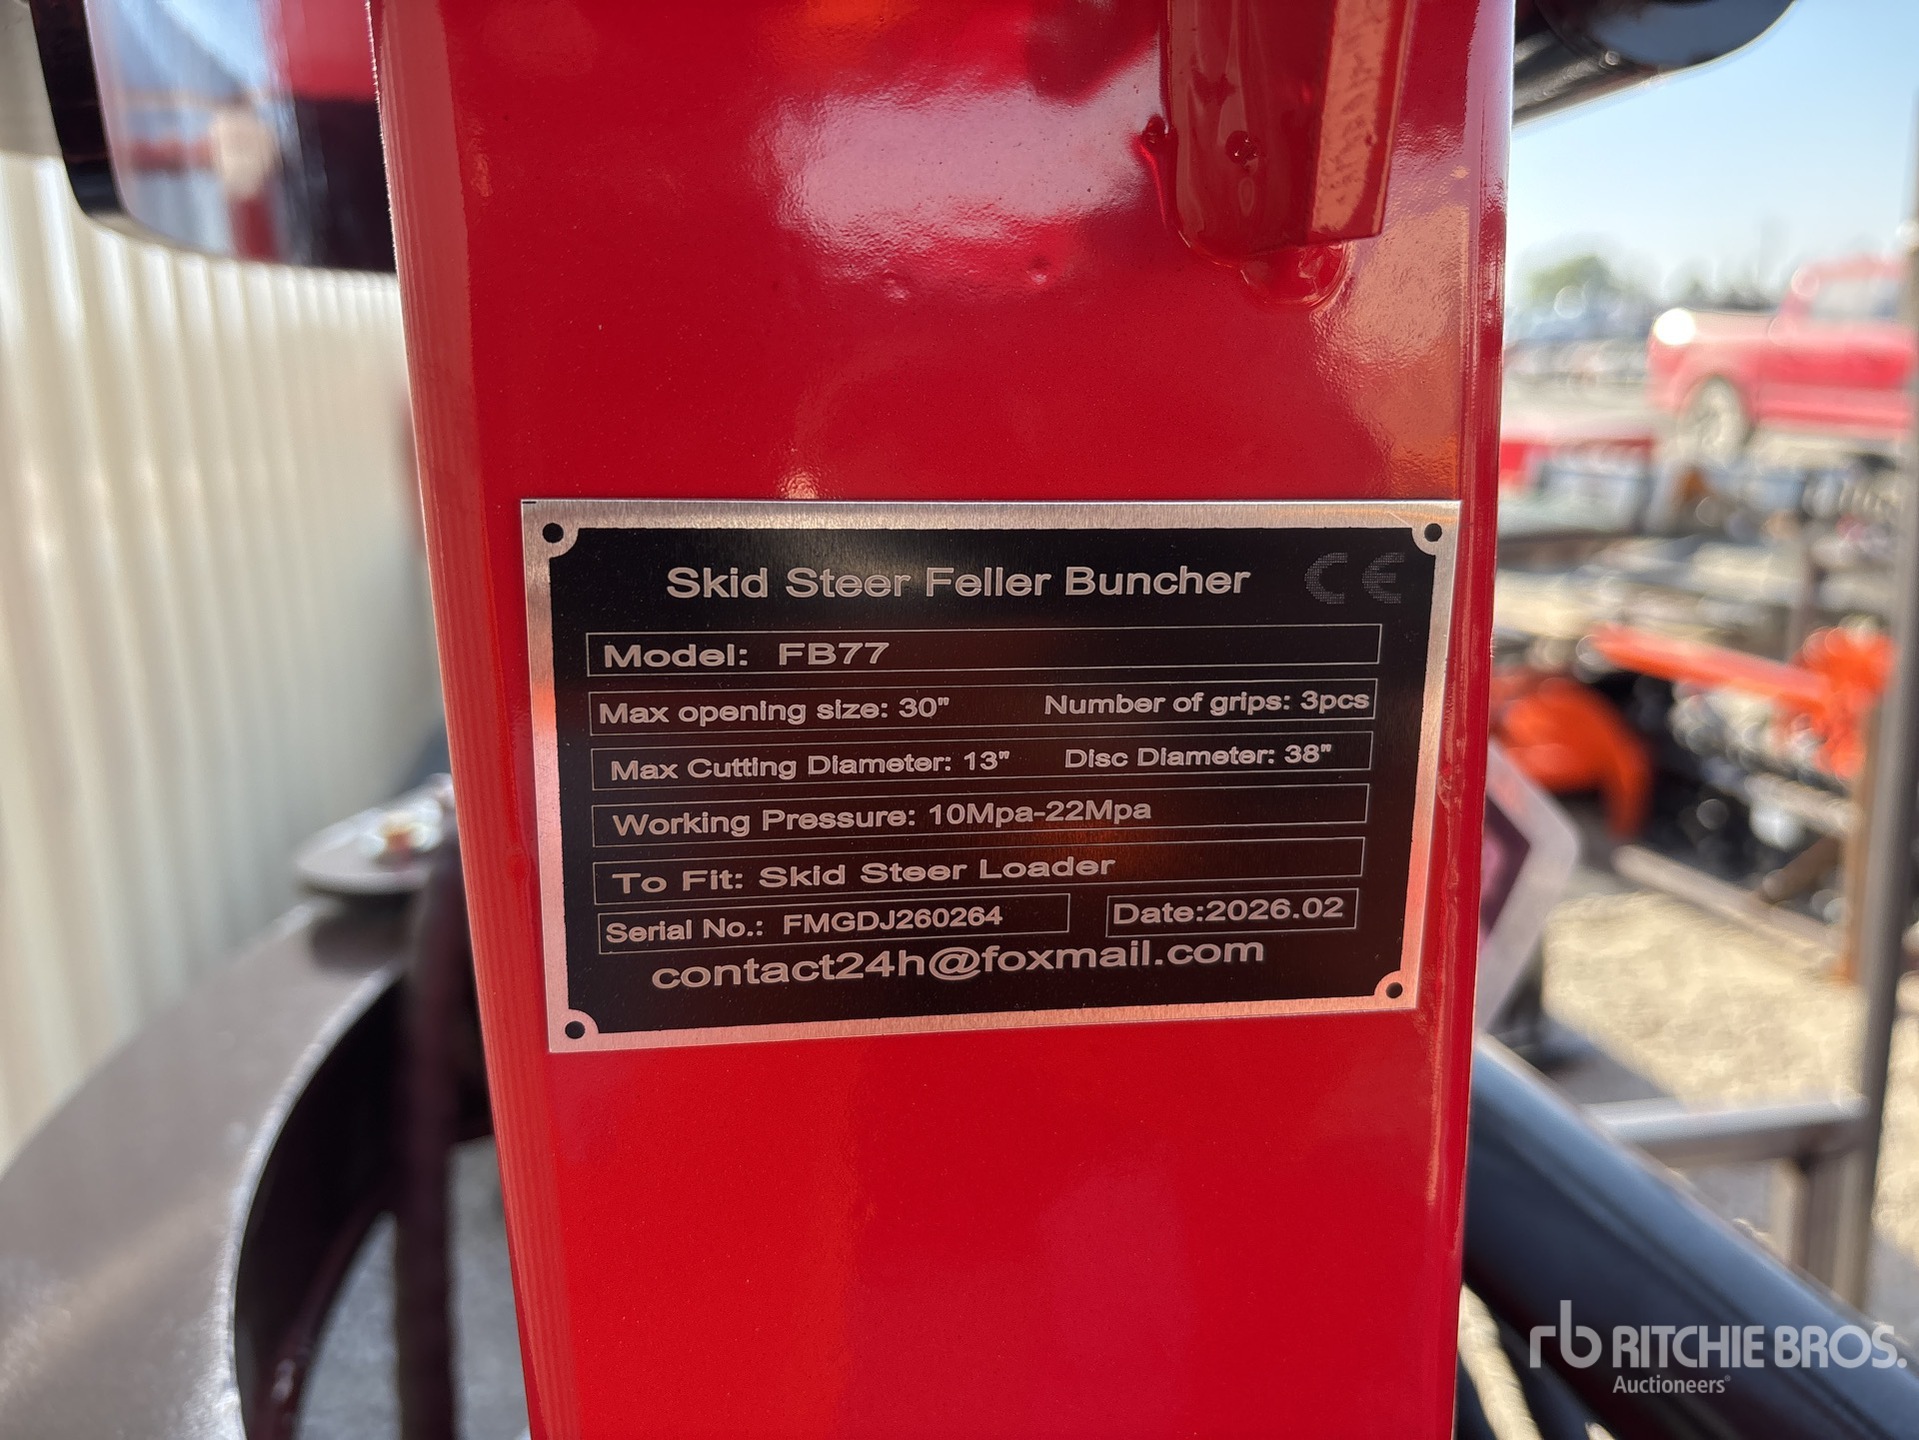 Skid Steer Feller Buncher CE
Model: FB77
Max opening size: 30" Number of grips: 3pcs
Max Cutting Diameter: 13" Disc Diameter: 38"
Working Pressure: 10Mpa-22Mpa
To Fit: Skid Steer Loader
Serial No.: FMGDJ260264 Date:2026.02
contact24h@foxmail.com
rb RITCHIE BROS.
Auctioneers®